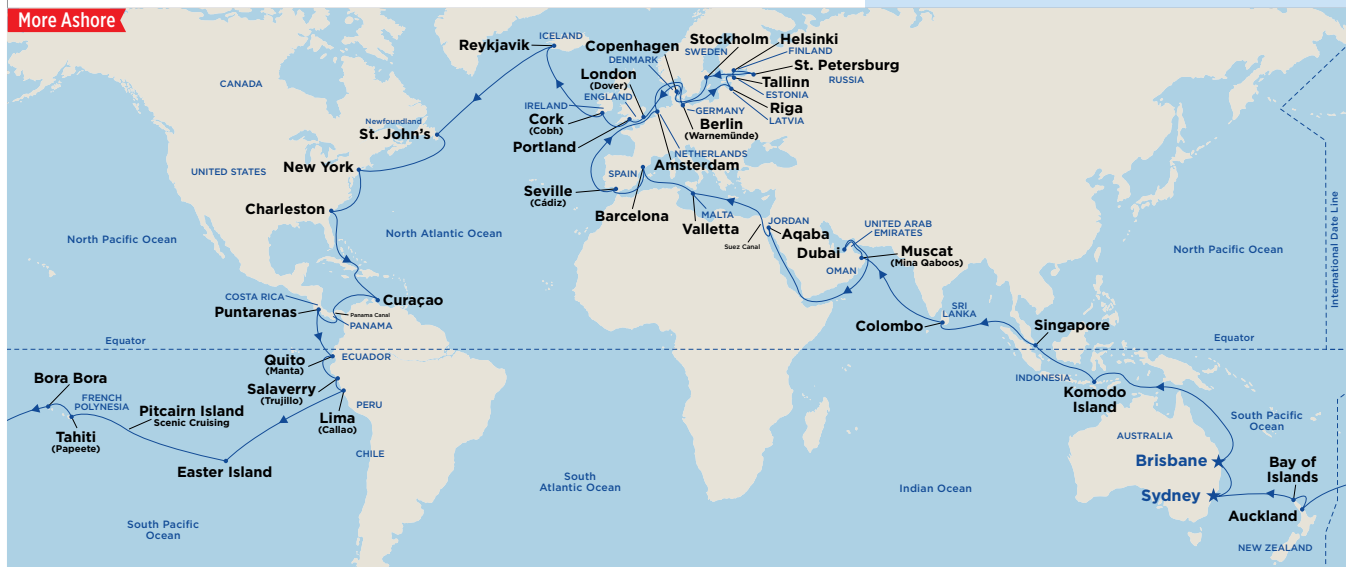 More Ashore
Reykjavik
ICELAND
Copenhagen
DENMARK
Stockholm
SWEDEN
Helsinki
FINLAND
St. Petersburg
RUSSIA
London
(Dover)
ENGLAND
Tallinn
ESTONIA
Riga
LATVIA
CANADA
IRELAND
Cork
(Cobh)
GERMANY
Berlin
(Warnemünde)
Newfoundland
St. John's
Portland
NETHERLANDS
Amsterdam
UNITED STATES
New York
SPAIN
Seville
(Cádiz)
Barcelona
Charleston
MALTA
Valletta
JORDAN
Aqaba
Suez Canal
UNITED ARAB
EMIRATES
Dubai
Muscat
(Mina Qaboos)
OMAN
North Pacific Ocean
North Atlantic Ocean
North Pacific Ocean
International Date Line
COSTA RICA
Puntarenas
Curaçao
Panama Canal
PANAMA
SRI
LANKA
Colombo
Singapore
Equator
Equator
Quito
(Manta)
ECUADOR
Bora Bora
FRENCH
POLYNESIA
Salaverry
(Trujillo)
PERU
INDONESIA
Komodo
Island
Pitcairn Island
Scenic Cruising
Lima
(Callao)
South Pacific
Ocean
Tahiti
(Papeete)
AUSTRALIA
CHILE
Easter Island
Brisbane
Bay of
Islands
South
Atlantic Ocean
Indian Ocean
Sydney
Auckland
South Pacific
Ocean
NEW ZEALAND